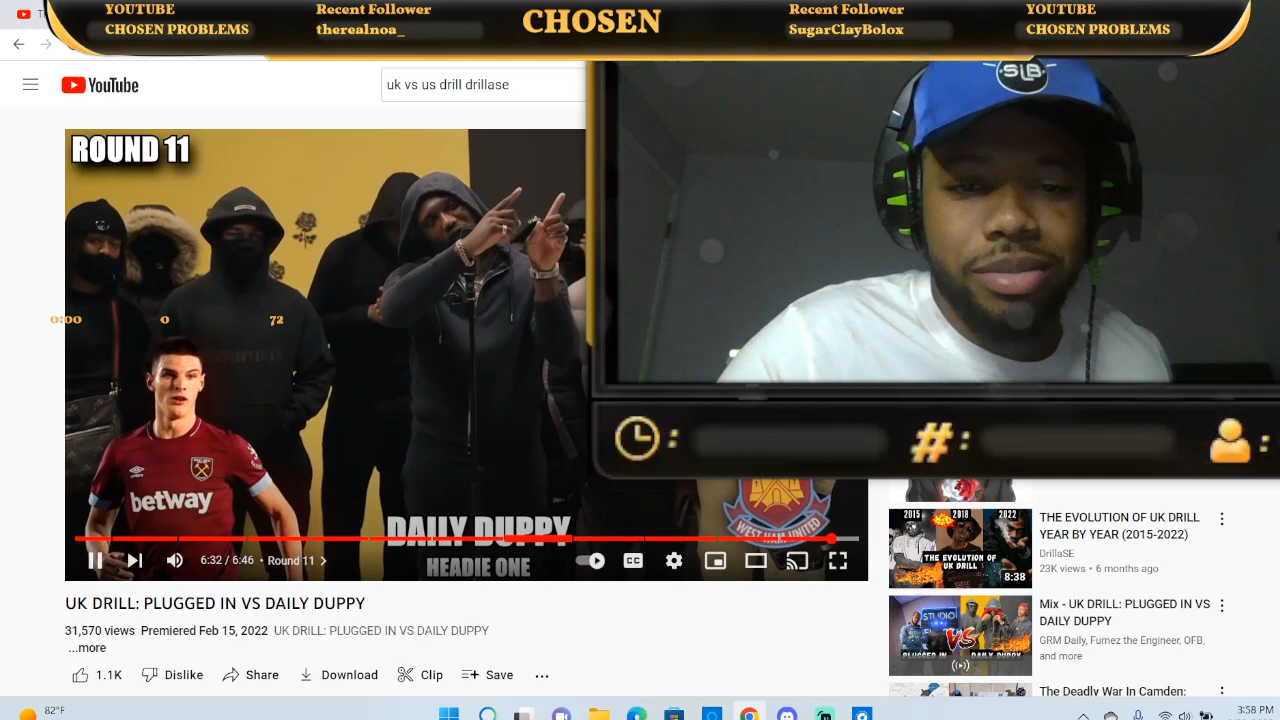 YOUTUBE
CHOSEN PROBLEMS
Recent Follower
therealnoa_
CHOSEN
Recent Follower
SugarClayBolox
YOUTUBE
CHOSEN PROBLEMS
YouTube
uk vs us drill drillase
SLB
ROUND 11
0:00
0
72
betway
DAILY DUPPY
HEADIE ONE
WEST HAM UNITED
6:32 / 6:46 • Round 11
CC
: # : :
UK DRILL: PLUGGED IN VS DAILY DUPPY
31,570 views Premiered Feb 15, 2022 UK DRILL: PLUGGED IN VS DAILY DUPPY
...more
1.1K Dislike Share Download Clip Save ...
2015 2018 2022
THE EVOLUTION OF
UK DRILL
8:38
THE EVOLUTION OF UK DRILL
YEAR BY YEAR (2015-2022)
DrillaSE
23K views • 6 months ago
STUDIO
VS
PLUGGED IN
DAILY DUPPY
Mix - UK DRILL: PLUGGED IN VS
DAILY DUPPY
GRM Daily, Fumez the Engineer, OFB,
and more
The Deadly War In Camden:
82°F
3:58 PM